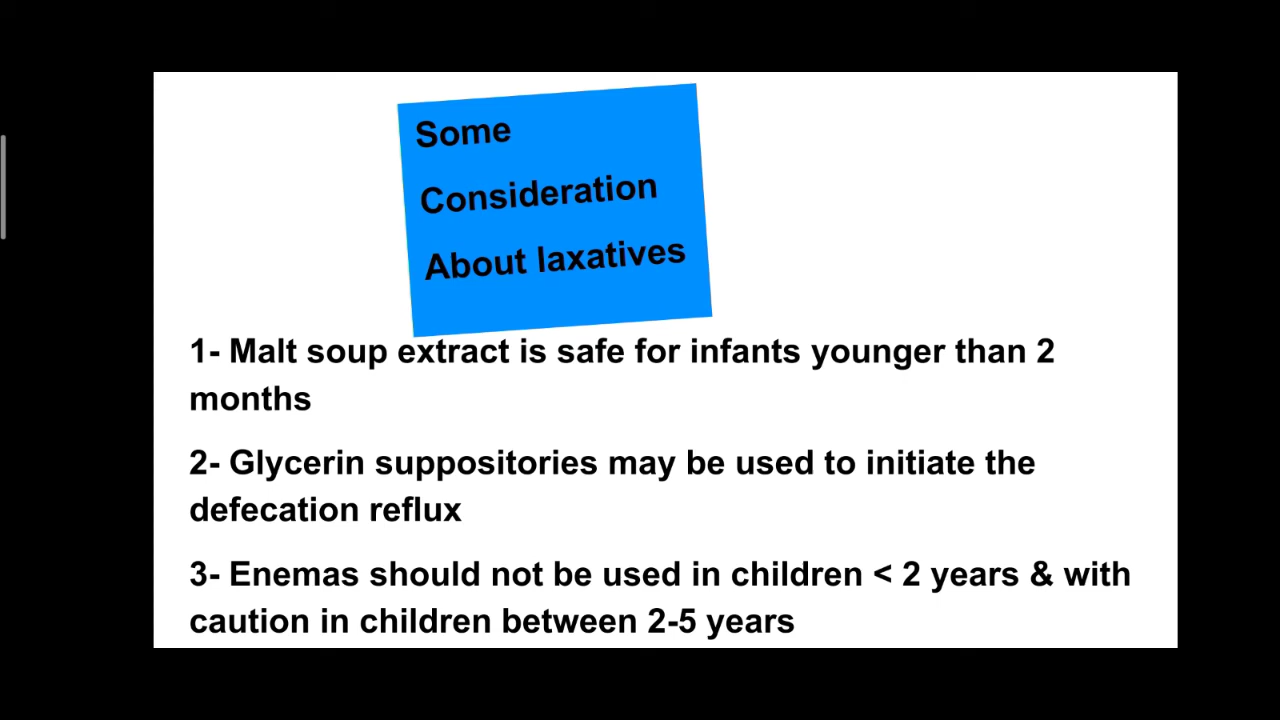 Some
Consideration
About laxatives
1- Malt soup extract is safe for infants younger than 2
months
2- Glycerin suppositories may be used to initiate the
defecation reflux
3- Enemas should not be used in children < 2 years & with
caution in children between 2-5 years